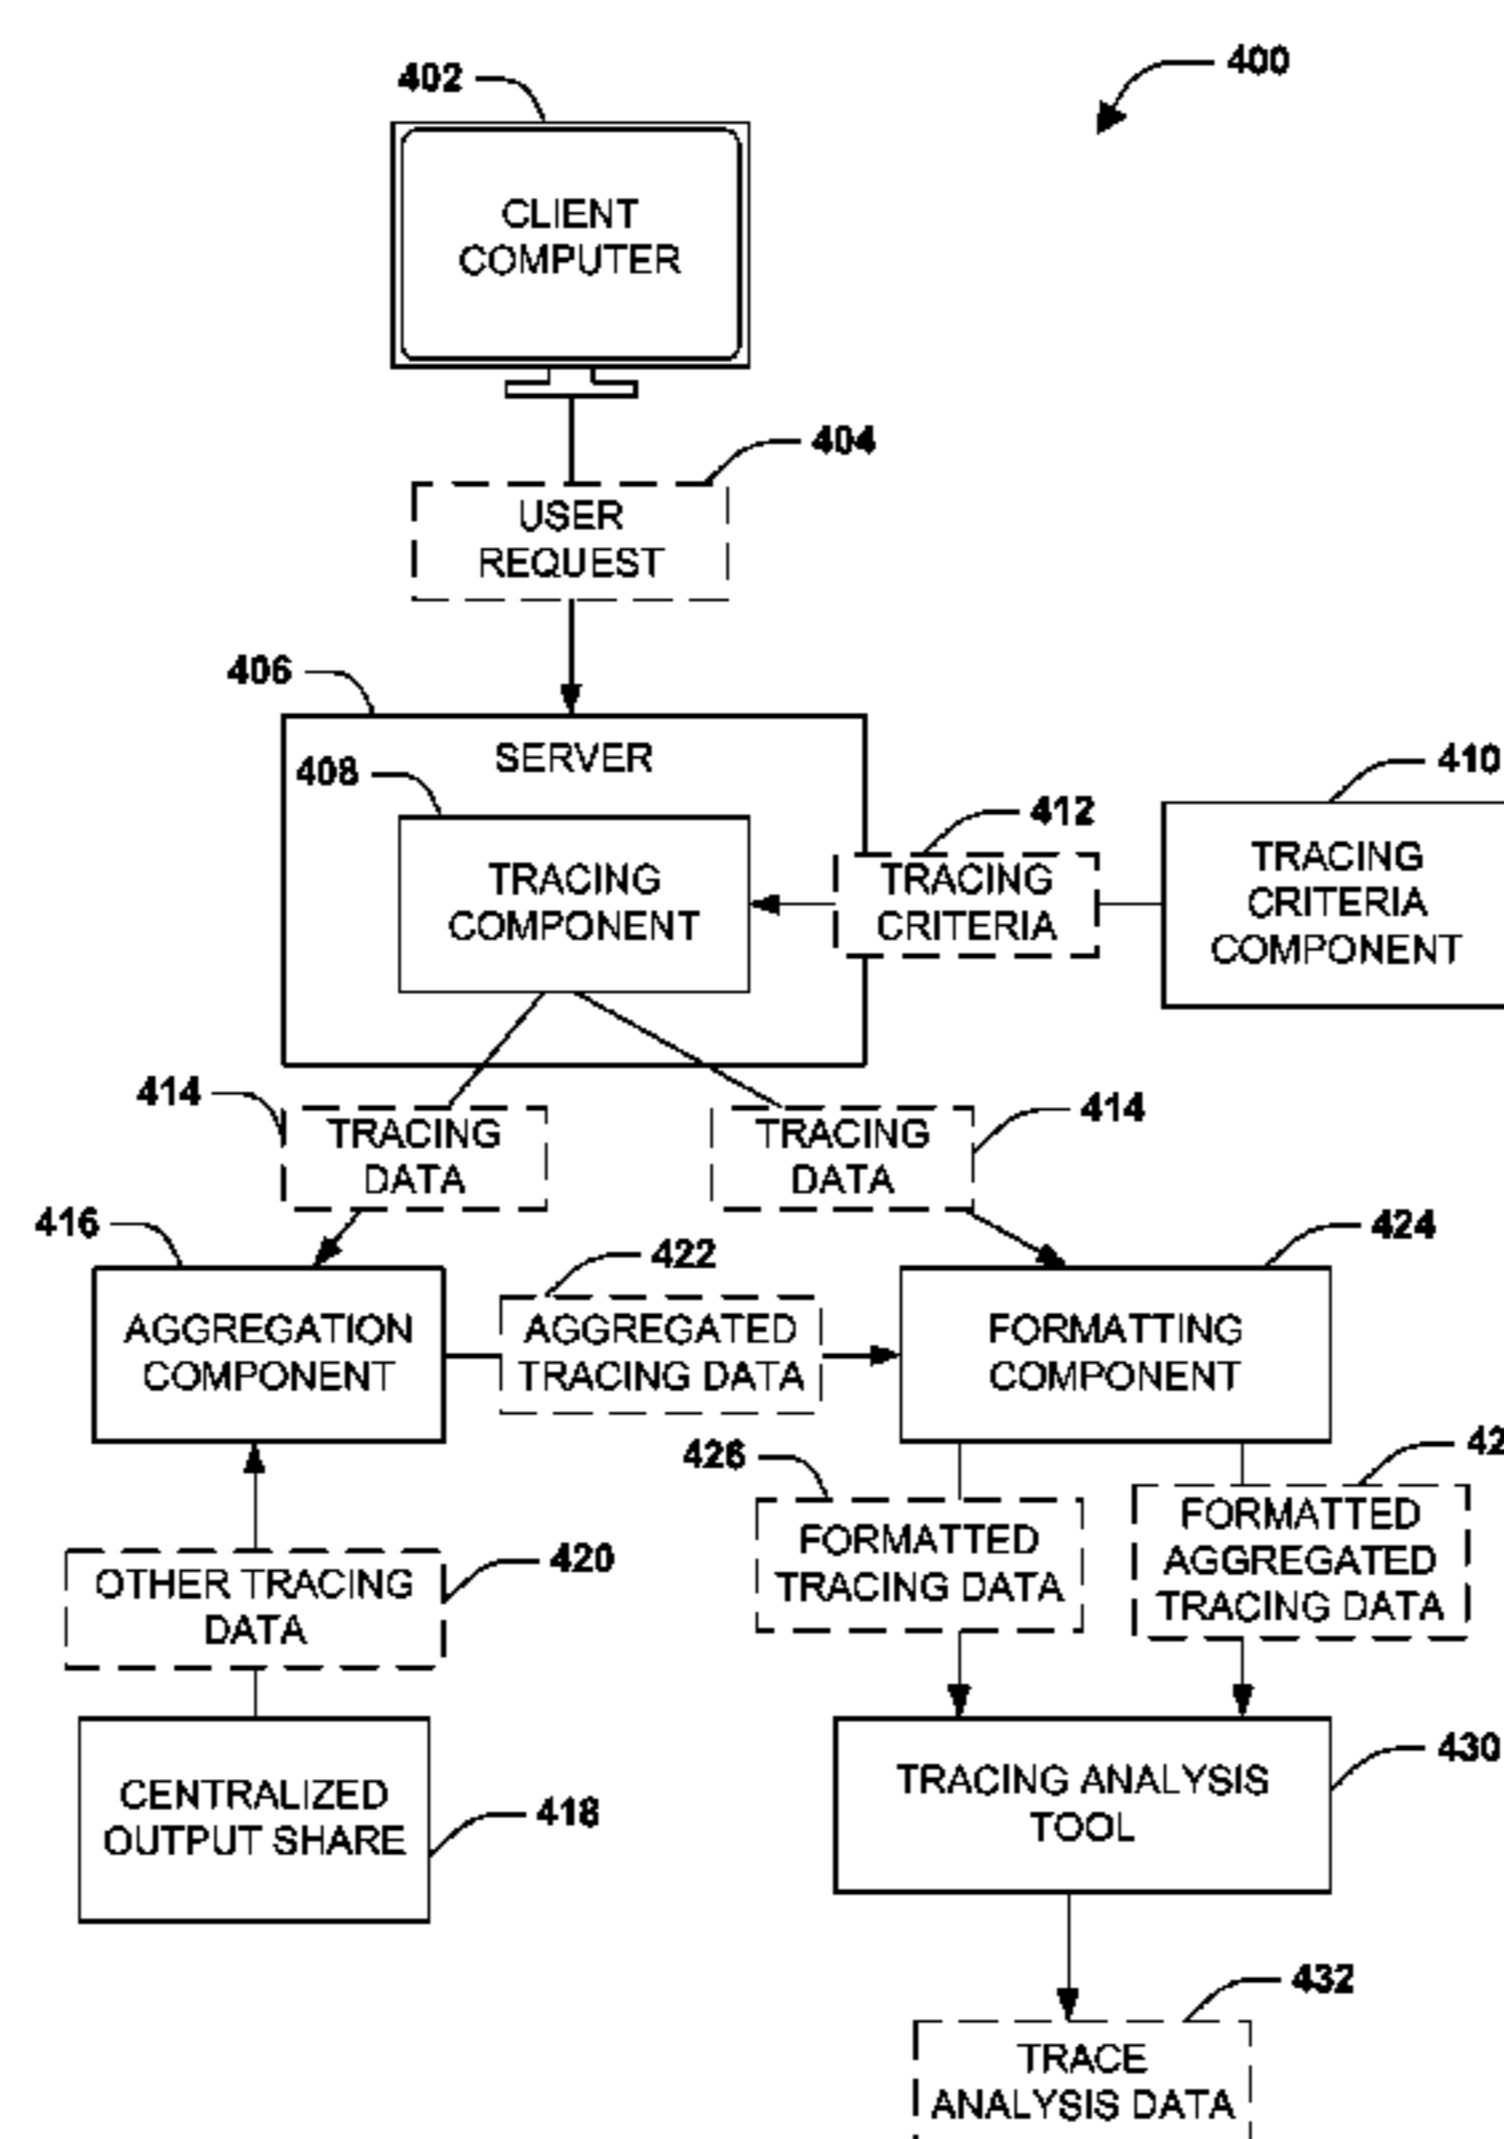 402
400
CLIENT
COMPUTER
404
USER
REQUEST
406
SERVER
408
410
412
TRACING
COMPONENT
TRACING
CRITERIA
TRACING
CRITERIA
COMPONENT
414
TRACING
DATA
TRACING
DATA
414
416
422
424
AGGREGATION
COMPONENT
AGGREGATED
TRACING DATA
FORMATTING
COMPONENT
426
42
FORMATTED
TRACING DATA
FORMATTED
AGGREGATED
TRACING DATA
OTHER TRACING
DATA
420
CENTRALIZED
OUTPUT SHARE
418
TRACING ANALYSIS
TOOL
430
432
TRACE
ANALYSIS DATA